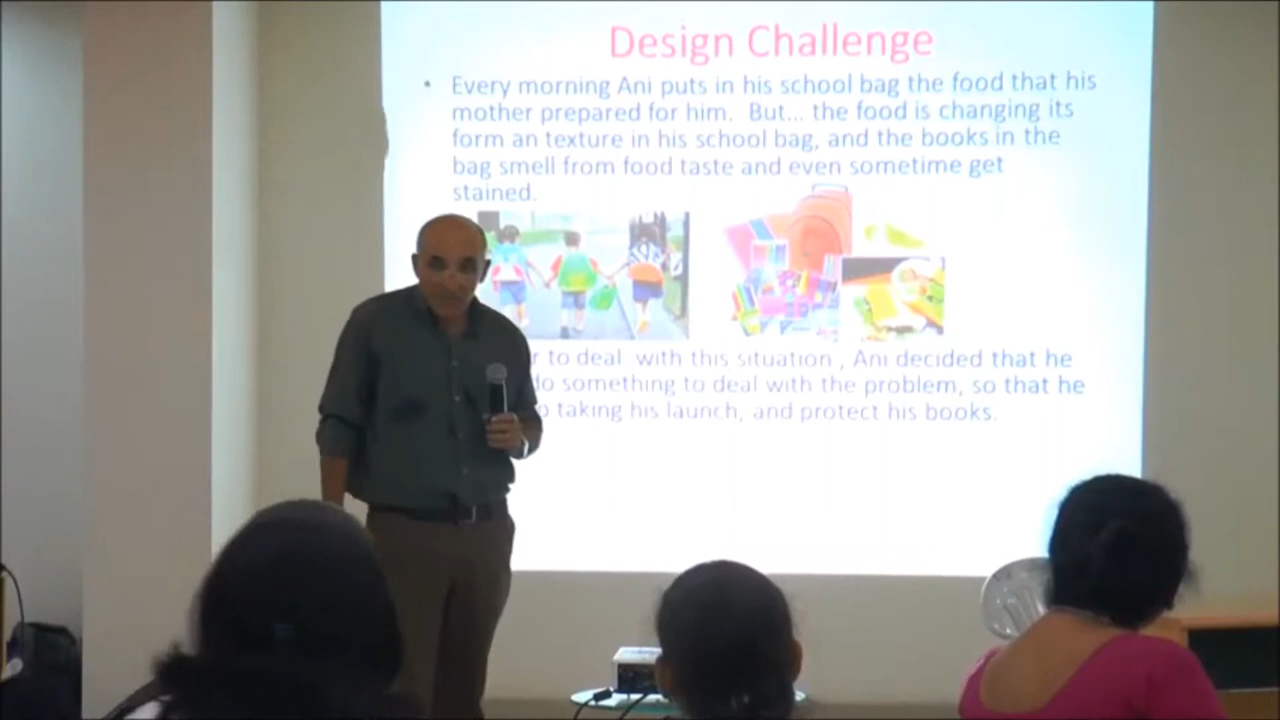 Design Challenge
• Every morning Ani puts in his school bag the food that his
mother prepared for him. But... the food is changing its
form an texture in his school bag, and the books in the
bag smell from food taste and even sometime get
stained.
to deal with this situation , Ani decided that he
do something to deal with the problem, so that he
taking his launch, and protect his books.